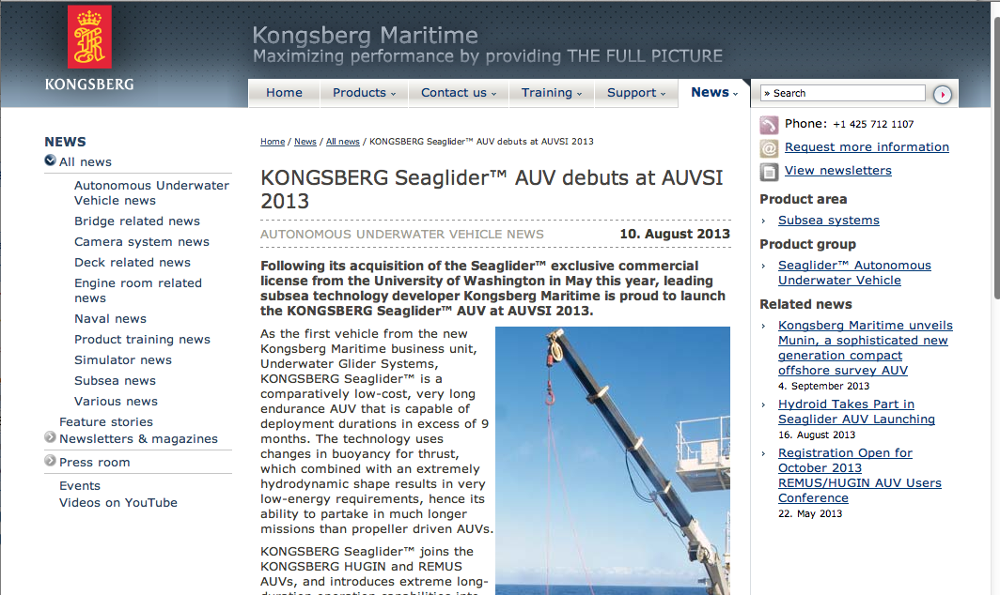 KONGSBERG
Kongsberg Maritime
Maximizing performance by providing THE FULL PICTURE
Home
Products
Contact us
Training
Support
News
» Search
NEWS
All news
Autonomous Underwater
Vehicle news
Bridge related news
Camera system news
Deck related news
Engine room related
news
Naval news
Product training news
Simulator news
Subsea news
Various news
Feature stories
Newsletters & magazines
Press room
Events
Videos on YouTube
Home / News / All news / KONGSBERG Seaglider™ AUV debuts at AUVSI 2013
KONGSBERG Seaglider™ AUV debuts at AUVSI
2013
AUTONOMOUS UNDERWATER VEHICLE NEWS
10. August 2013
Following its acquisition of the Seaglider™ exclusive commercial
license from the University of Washington in May this year, leading
subsea technology developer Kongsberg Maritime is proud to launch
the KONGSBERG Seaglider™ AUV at AUVSI 2013.
As the first vehicle from the new
Kongsberg Maritime business unit,
Underwater Glider Systems,
KONGSBERG Seaglider™ is a
comparatively low-cost, very long
endurance AUV that is capable of
deployment durations in excess of 9
months. The technology uses
changes in buoyancy for thrust,
which combined with an extremely
hydrodynamic shape results in very
low-energy requirements, hence its
ability to partake in much longer
missions than propeller driven AUVs.
KONGSBERG Seaglider™ joins the
KONGSBERG HUGIN and REMUS
AUVs, and introduces extreme long-
duration operation capabilities into
Phone: +1 425 712 1107
Request more information
View newsletters
Product area
Subsea systems
Product group
Seaglider™ Autonomous
Underwater Vehicle
Related news
Kongsberg Maritime unveils
Munin, a sophisticated new
generation compact
offshore survey AUV
4. September 2013
Hydroid Takes Part in
Seaglider AUV Launching
16. August 2013
Registration Open for
October 2013
REMUS/HUGIN AUV Users
Conference
22. May 2013